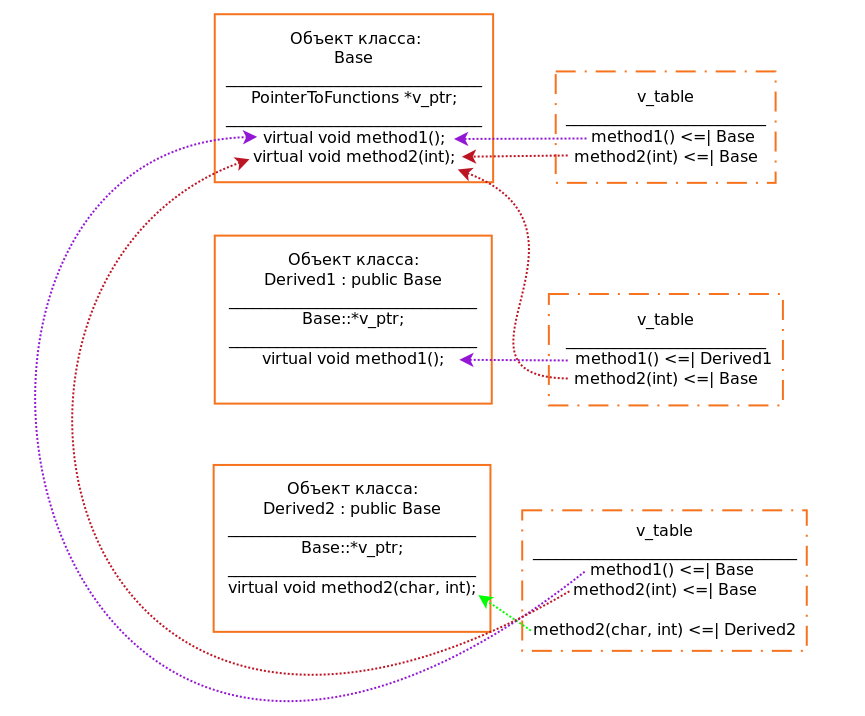 Объект класса:
Base
PointerToFunctions *v_ptr;
virtual void method1();
virtual void method2(int);
v_table
method1() <=| Base
method2(int) <=| Base
Объект класса:
Derived1 : public Base
Base::*v_ptr;
virtual void method1();
v_table
method1() <=| Derived1
method2(int) <=| Base
Объект класса:
Derived2 : public Base
Base::*v_ptr;
virtual void method2(char, int);
v_table
method1() <=| Base
method2(int) <=| Base
method2(char, int) <=| Derived2